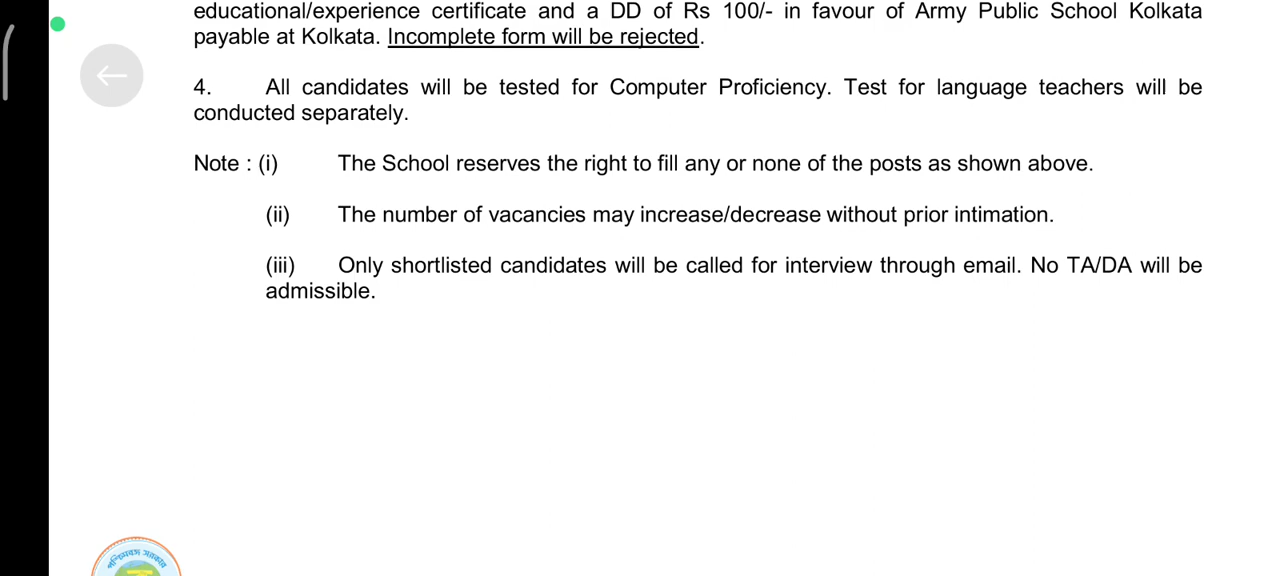 educational/experience certificate and a DD of Rs 100/- in favour of Army Public School Kolkata
payable at Kolkata. Incomplete form will be rejected.
4. All candidates will be tested for Computer Proficiency. Test for language teachers will be
conducted separately.
Note : (i) The School reserves the right to fill any or none of the posts as shown above.
(ii) The number of vacancies may increase/decrease without prior intimation.
(iii) Only shortlisted candidates will be called for interview through email. No TA/DA will be
admissible.
পশ্চিমবঙ্গ সরকার